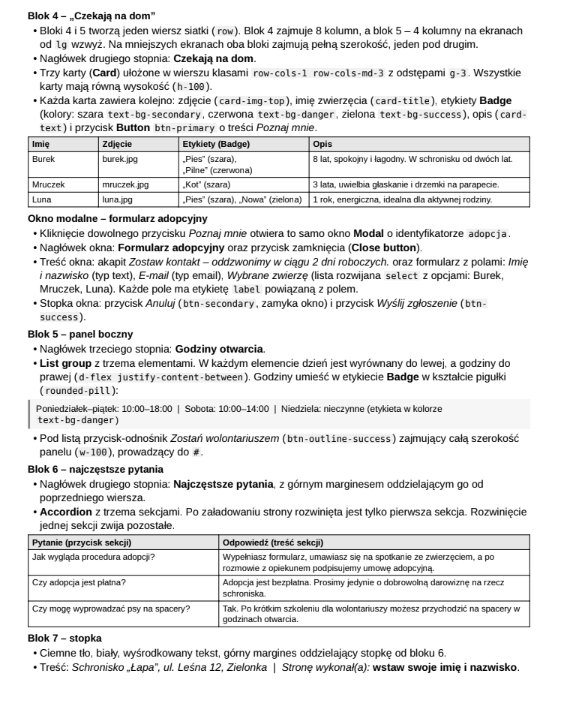 Blok 4 – „Czekają na dom”
• Bloki 4 i 5 tworzą jeden wiersz siatki (row). Blok 4 zajmuje 8 kolumn, a blok 5 – 4 kolumny na ekranach
od lg wzwyż. Na mniejszych ekranach oba bloki zajmują pełną szerokość, jeden pod drugim.
• Nagłówek drugiego stopnia: Czekają na dom.
• Trzy karty (Card) ułożone w wierszu klasami row-cols-1 row-cols-md-3 z odstępami g-3. Wszystkie
karty mają równą wysokość (h-100).
• Każda karta zawiera kolejno: zdjęcie (card-img-top), imię zwierzęcia (card-title), etykiety Badge
(kolory: szara text-bg-secondary, czerwona text-bg-danger, zielona text-bg-success), opis (card-
text) i przycisk Button btn-primary o treści Poznaj mnie.
Imię Zdjęcie Etykiety (Badge) Opis
Burek burek.jpg „Pies” (szara), 8 lat, spokojny i łagodny. W schronisku od dwóch lat.
„Pilne” (czerwona)
Mruczek mruczek.jpg „Kot” (szara) 3 lata, uwielbia głaskanie i drzemki na parapecie.
Luna luna.jpg „Pies” (szara), „Nowa” (zielona) 1 rok, energiczna, idealna dla aktywnej rodziny.
Okno modalne – formularz adopcyjny
• Kliknięcie dowolnego przycisku Poznaj mnie otwiera to samo okno Modal o identyfikatorze adopcja.
• Nagłówek okna: Formularz adopcyjny oraz przycisk zamknięcia (Close button).
• Treść okna: akapit Zostaw kontakt – oddzwonimy w ciągu 2 dni roboczych. oraz formularz z polami: Imię
i nazwisko (typ text), E-mail (typ email), Wybrane zwierzę (lista rozwijana select z opcjami: Burek,
Mruczek, Luna). Każde pole ma etykietę label powiązaną z polem.
• Stopka okna: przycisk Anuluj (btn-secondary, zamyka okno) i przycisk Wyślij zgłoszenie (btn-
success).
Blok 5 – panel boczny
• Nagłówek trzeciego stopnia: Godziny otwarcia.
• List group z trzema elementami. W każdym elemencie dzień jest wyrównany do lewej, a godziny do
prawej (d-flex justify-content-between). Godziny umieść w etykiecie Badge w kształcie pigułki
(rounded-pill):
Poniedziałek–piątek: 10:00–18:00 | Sobota: 10:00–14:00 | Niedziela: nieczynne (etykieta w kolorze
text-bg-danger)
• Pod listą przycisk-odnośnik Zostań wolontariuszem (btn-outline-success) zajmujący całą szerokość
panelu (w-100), prowadzący do #.
Blok 6 – najczęstsze pytania
• Nagłówek drugiego stopnia: Najczęstsze pytania, z górnym marginesem oddzielającym go od
poprzedniego wiersza.
• Accordion z trzema sekcjami. Po załadowaniu strony rozwinięta jest tylko pierwsza sekcja. Rozwinięcie
jednej sekcji zwija pozostałe.
Pytanie (przycisk sekcji) Odpowiedź (treść sekcji)
Jak wygląda procedura adopcji? Wypełniasz formularz, umawiasz się na spotkanie ze zwierzęciem, a po
rozmowie z opiekunem podpisujemy umowę adopcyjną.
Czy adopcja jest płatna? Adopcja jest bezpłatna. Prosimy jedynie o dobrowolną darowiznę na rzecz
schroniska.
Czy mogę wyprowadzać psy na spacery? Tak. Po krótkim szkoleniu dla wolontariuszy możesz przychodzić na spacery w
godzinach otwarcia.
Blok 7 – stopka
• Ciemne tło, biały, wyśrodkowany tekst, górny margines oddzielający stopkę od bloku 6.
• Treść: Schronisko „Łapa”, ul. Leśna 12, Zielonka | Stronę wykonał(a): wstaw swoje imię i nazwisko.